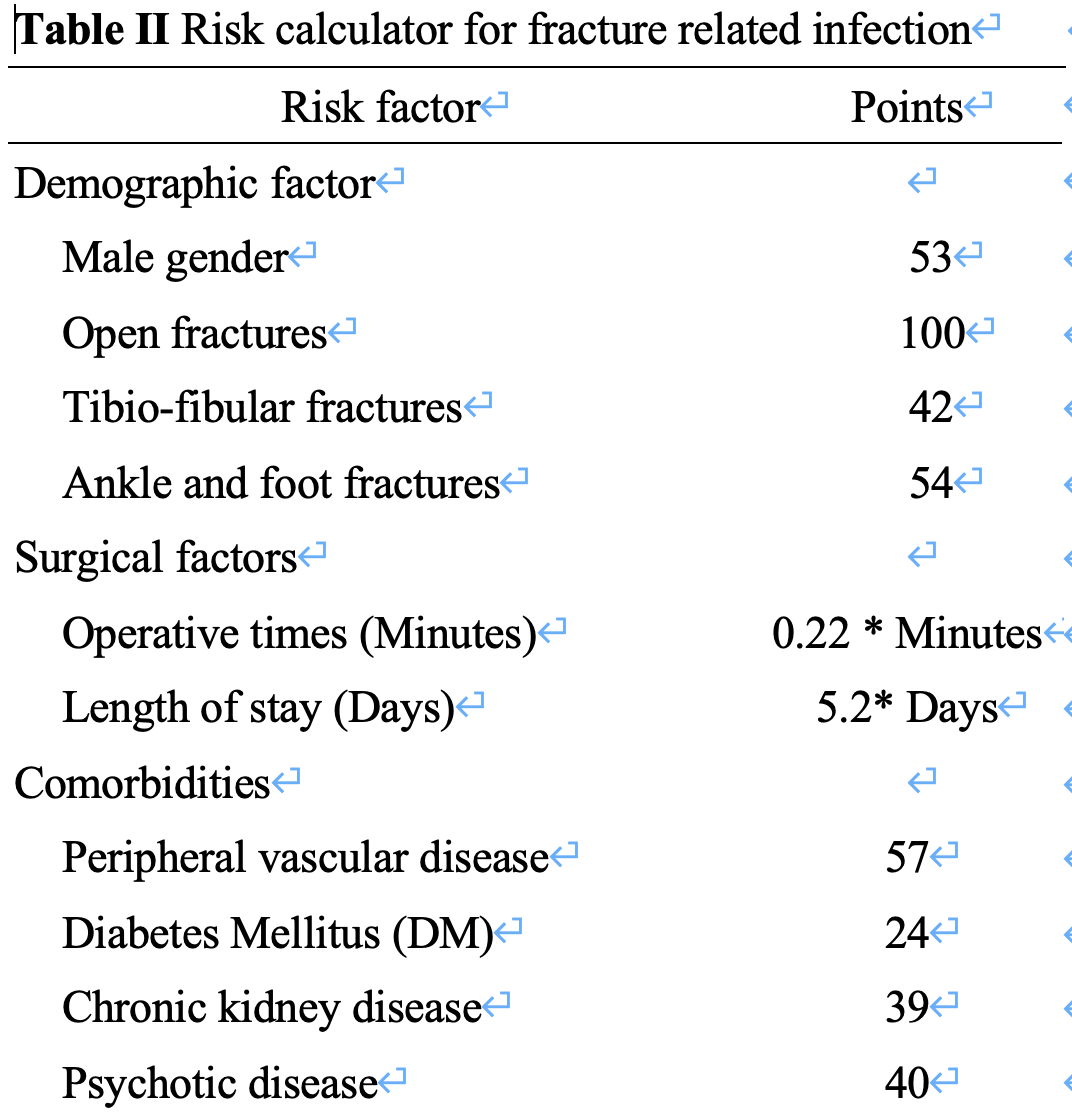 Table II Risk calculator for fracture related infection
Risk factor Points
Demographic factor
Male gender 53
Open fractures 100
Tibio-fibular fractures 42
Ankle and foot fractures 54
Surgical factors
Operative times (Minutes) 0.22 * Minutes
Length of stay (Days) 5.2* Days
Comorbidities
Peripheral vascular disease 57
Diabetes Mellitus (DM) 24
Chronic kidney disease 39
Psychotic disease 40